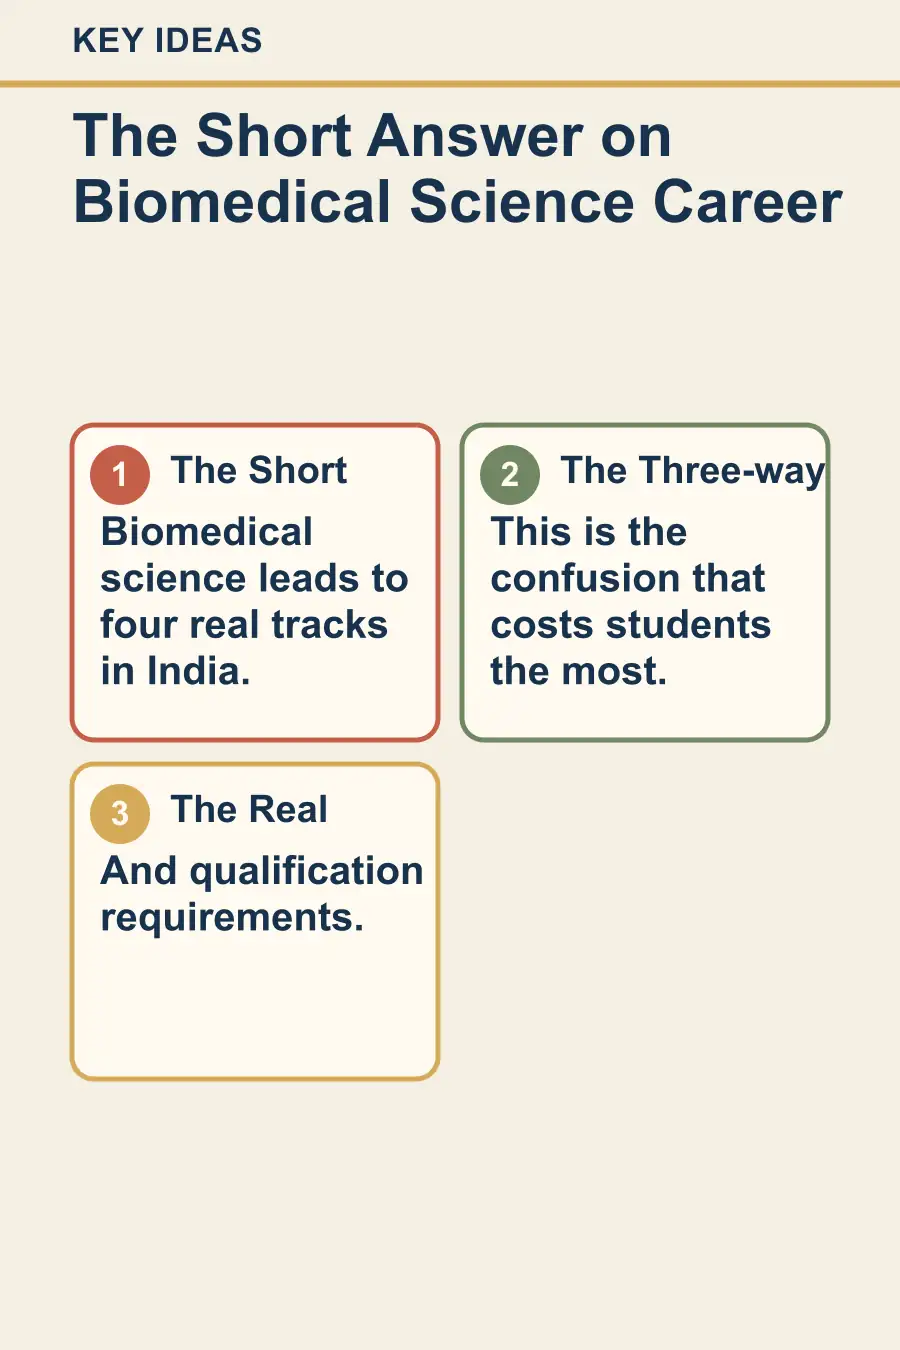 KEY IDEAS
The Short Answer on
Biomedical Science Career
1 The Short
Biomedical
science leads to
four real tracks
in India.
2 The Three-way
This is the
confusion that
costs students
the most.
3 The Real
And qualification
requirements.